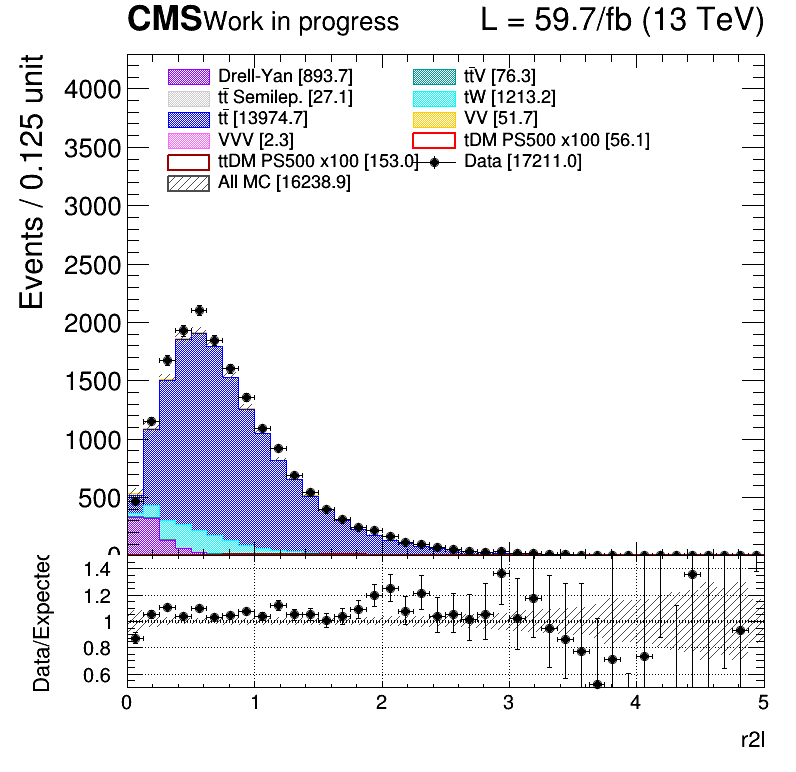 CMS Work in progress L = 59.7/fb (13 TeV)
Events / 0.125 unit
4000
3500
3000
2500
2000
1500
1000
500
0
Drell-Yan [893.7]
tt̄V [76.3]
tt̄ Semilep. [27.1]
tW [1213.2]
tt̄ [13974.7]
VV [51.7]
VVV [2.3]
tDM PS500 x100 [56.1]
ttDM PS500 x100 [153.0]
Data [17211.0]
All MC [16238.9]
Data/Expected
1.4
1.2
1
0.8
0.6
0 1 2 3 4 5
r2l